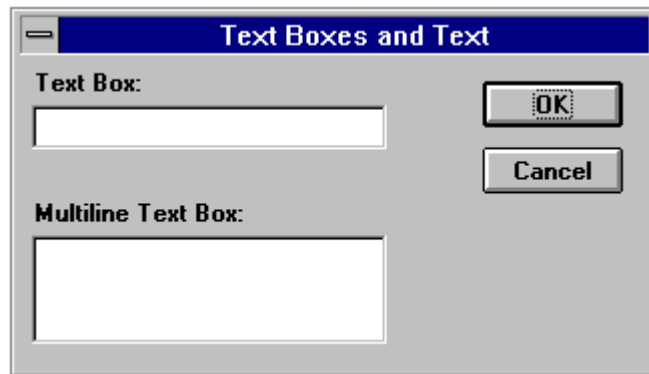 Text Boxes and Text
Text Box:
OK
Cancel
Multiline Text Box: